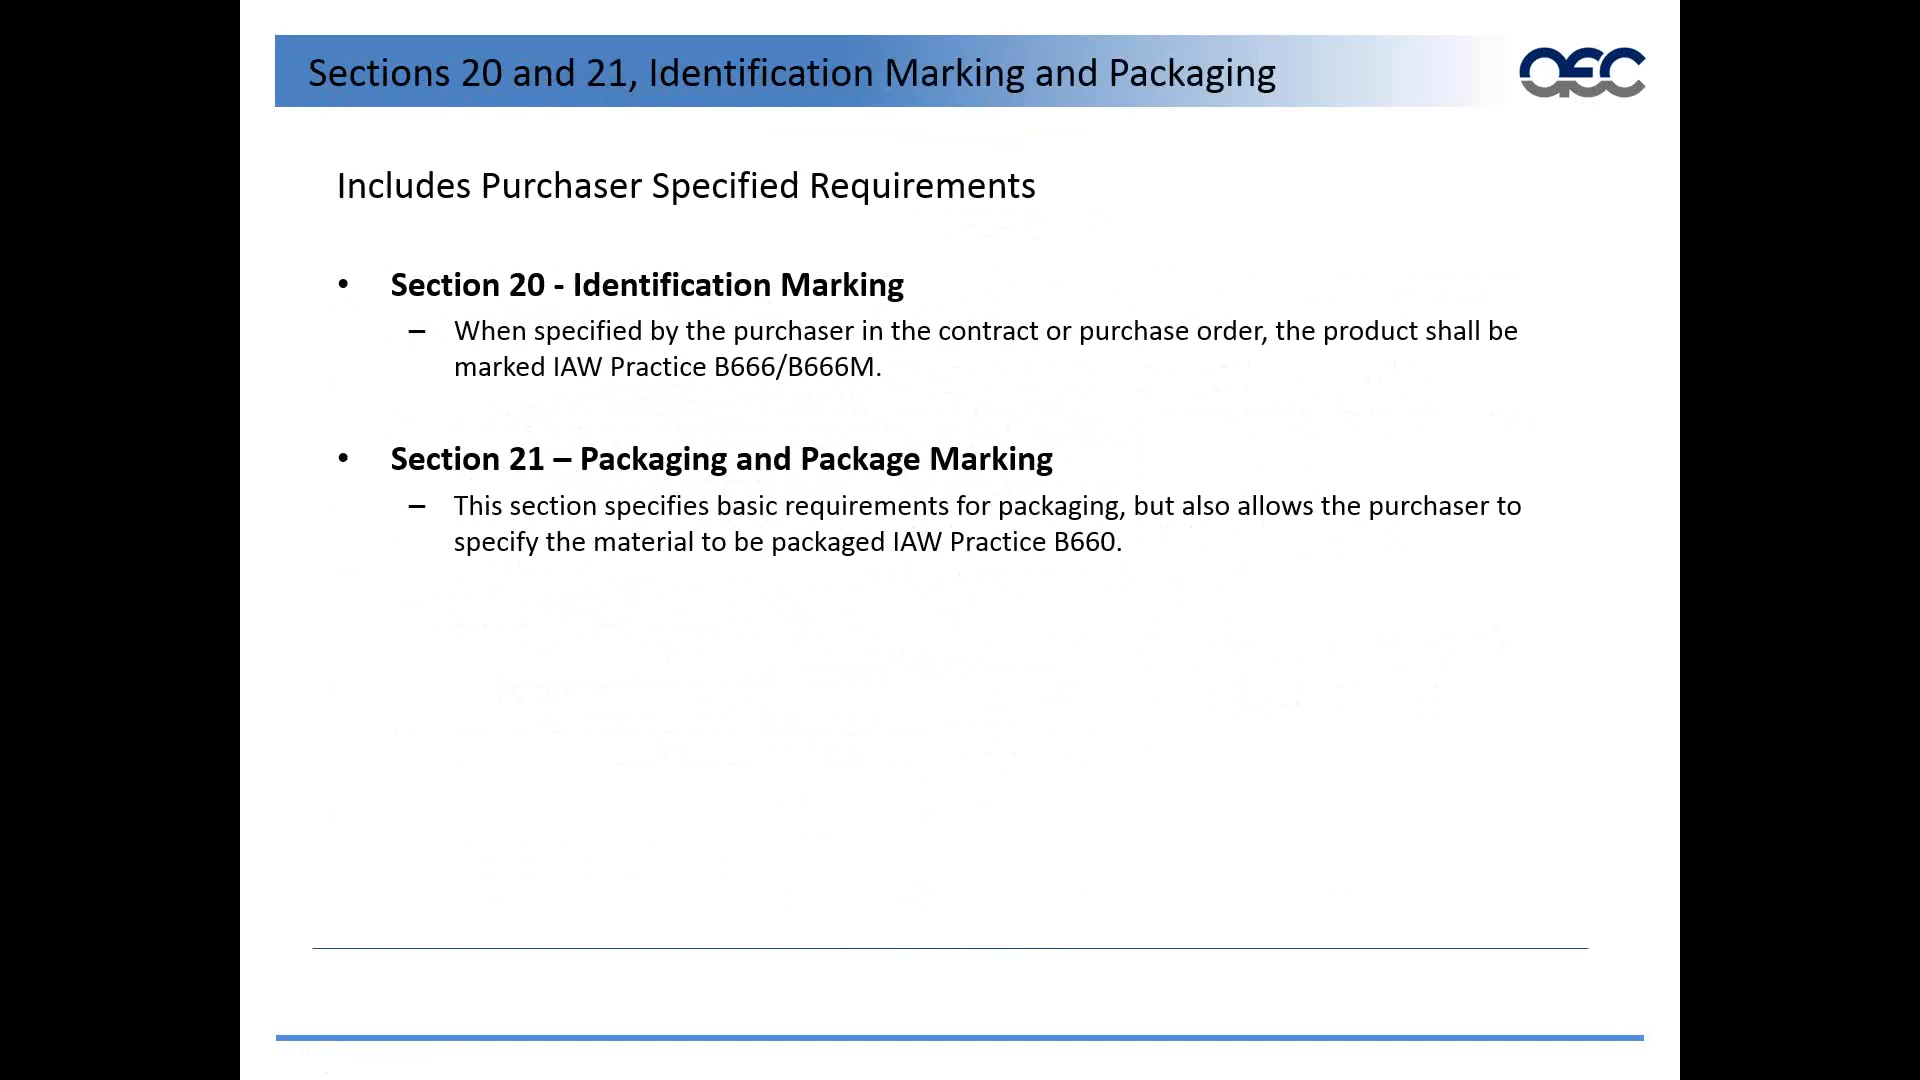 Sections 20 and 21, Identification Marking and Packaging
AEC
Includes Purchaser Specified Requirements
• Section 20 - Identification Marking
– When specified by the purchaser in the contract or purchase order, the product shall be
marked IAW Practice B666/B666M.
• Section 21 – Packaging and Package Marking
– This section specifies basic requirements for packaging, but also allows the purchaser to
specify the material to be packaged IAW Practice B660.